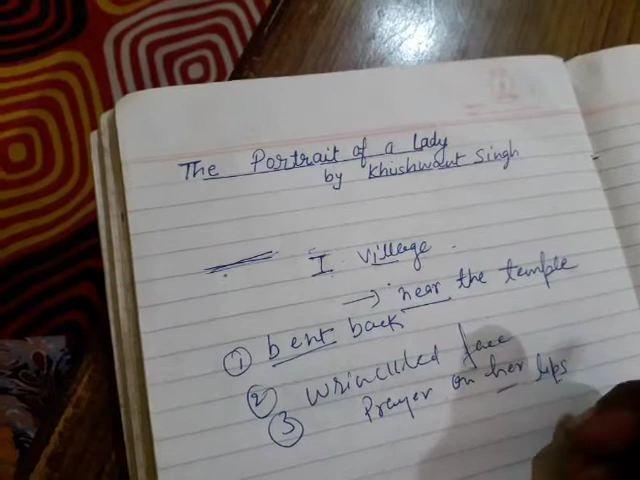 The Portrait of a Lady
by Khushwant Singh
I village.
→ near the temple
① bent back
② wrinculded face
③ Prayer on her lips